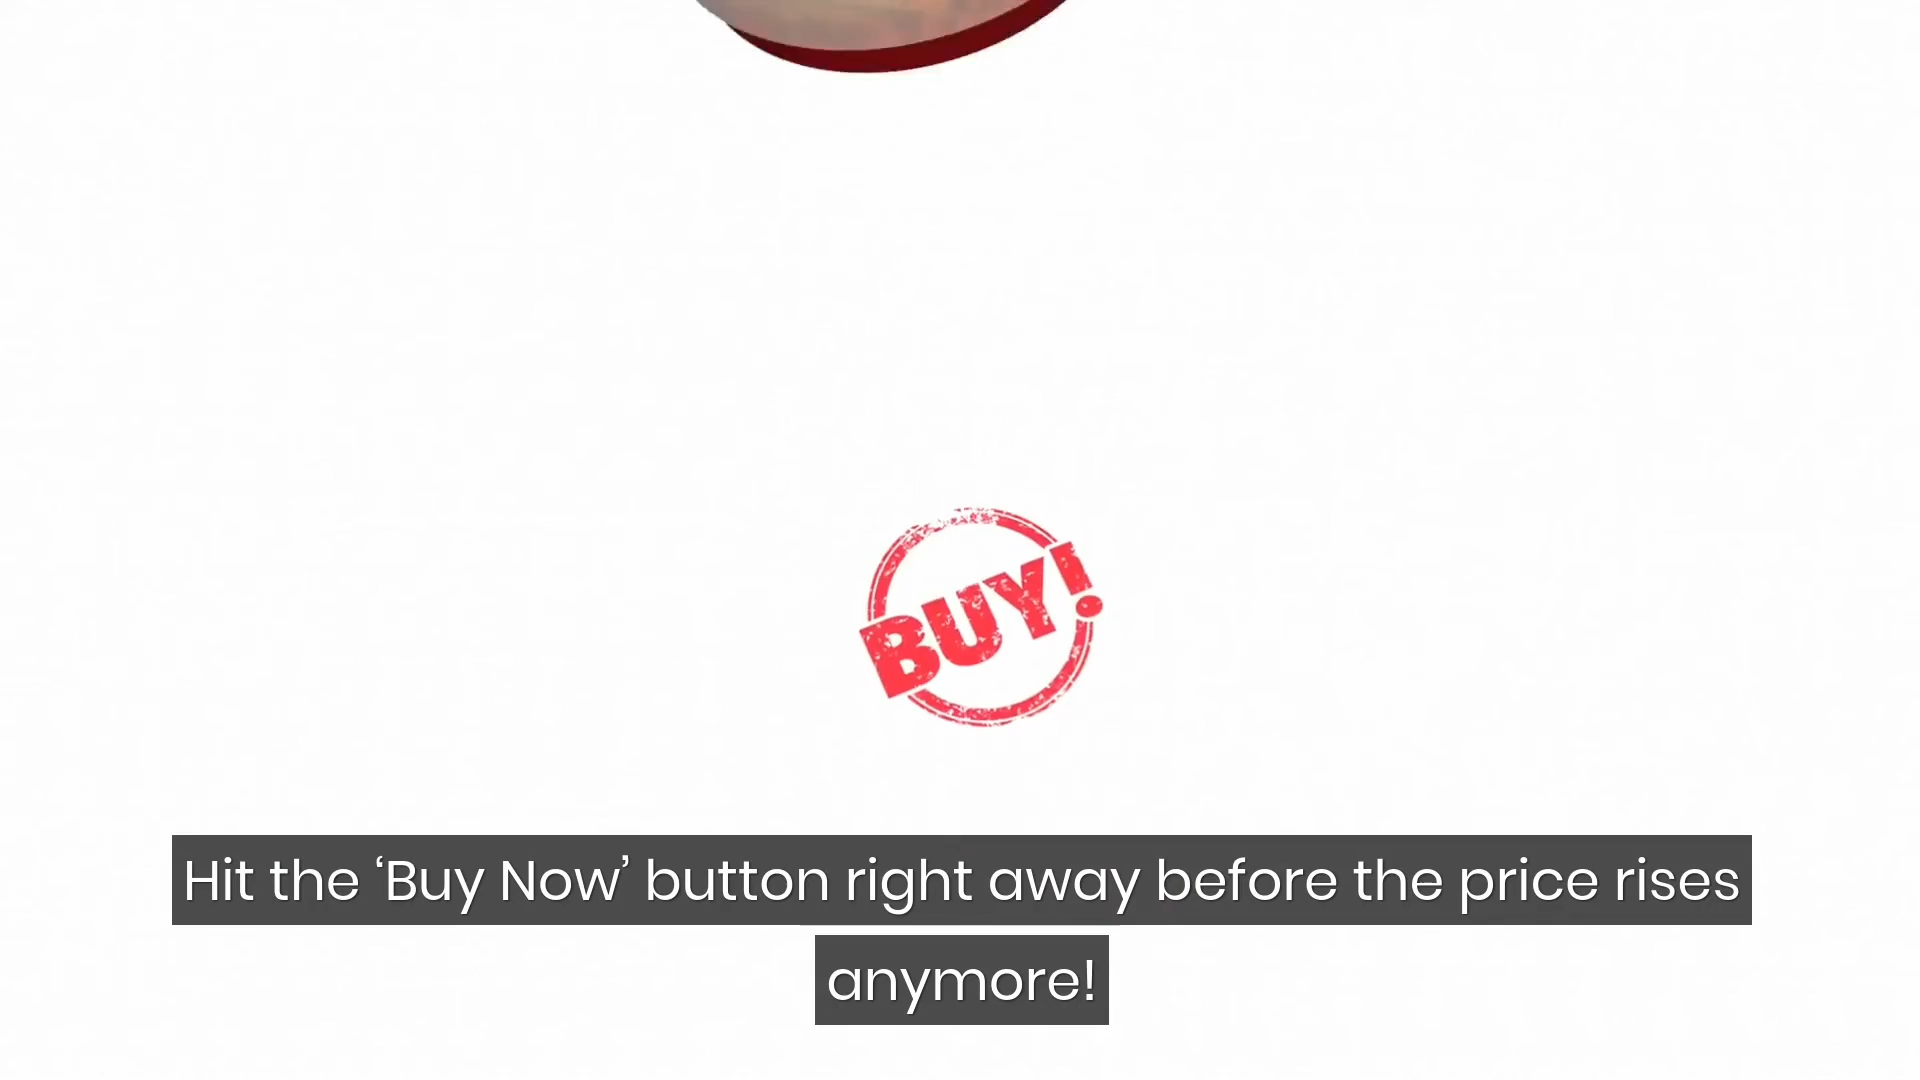 BUY!
Hit the ‘Buy Now’ button right away before the price rises
anymore!